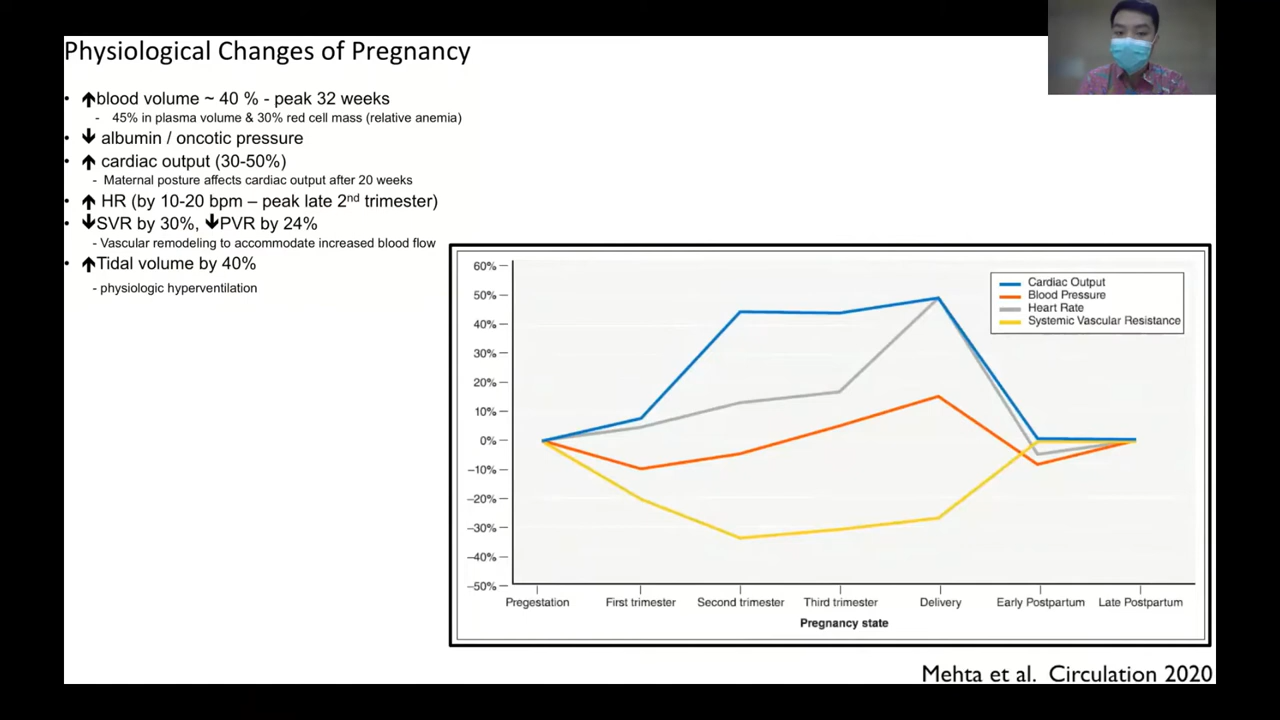 Physiological Changes of Pregnancy
• ↑blood volume ~ 40 % - peak 32 weeks
- 45% in plasma volume & 30% red cell mass (relative anemia)
• ↓ albumin / oncotic pressure
• ↑ cardiac output (30-50%)
- Maternal posture affects cardiac output after 20 weeks
• ↑ HR (by 10-20 bpm – peak late 2nd trimester)
• ↓SVR by 30%, ↓PVR by 24%
- Vascular remodeling to accommodate increased blood flow
• ↑Tidal volume by 40%
- physiologic hyperventilation
60%
50%
40%
30%
20%
10%
0%
–10%
–20%
–30%
–40%
–50%
Cardiac Output
Blood Pressure
Heart Rate
Systemic Vascular Resistance
Pregestation First trimester Second trimester Third trimester Delivery Early Postpartum Late Postpartum
Pregnancy state
Mehta et al. Circulation 2020